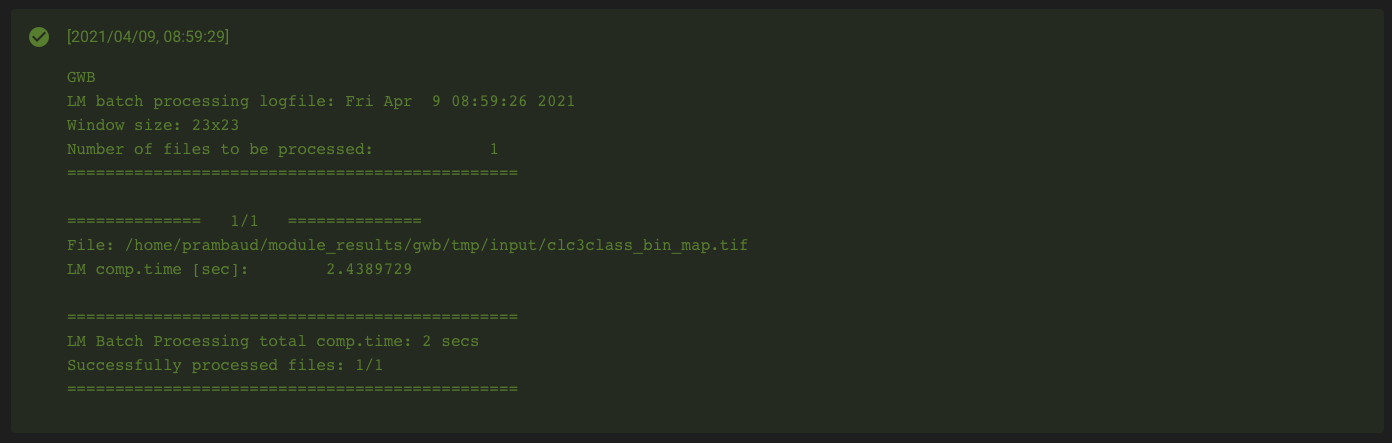 [2021/04/09, 08:59:29]
GWB
LM batch processing logfile: Fri Apr  9 08:59:26 2021
Window size: 23x23
Number of files to be processed:            1
===============================================
==============   1/1   ==============
File: /home/prambaud/module_results/gwb/tmp/input/clc3class_bin_map.tif
LM comp.time [sec]:        2.4389729
===============================================
LM Batch Processing total comp.time: 2 secs
Successfully processed files: 1/1
===============================================